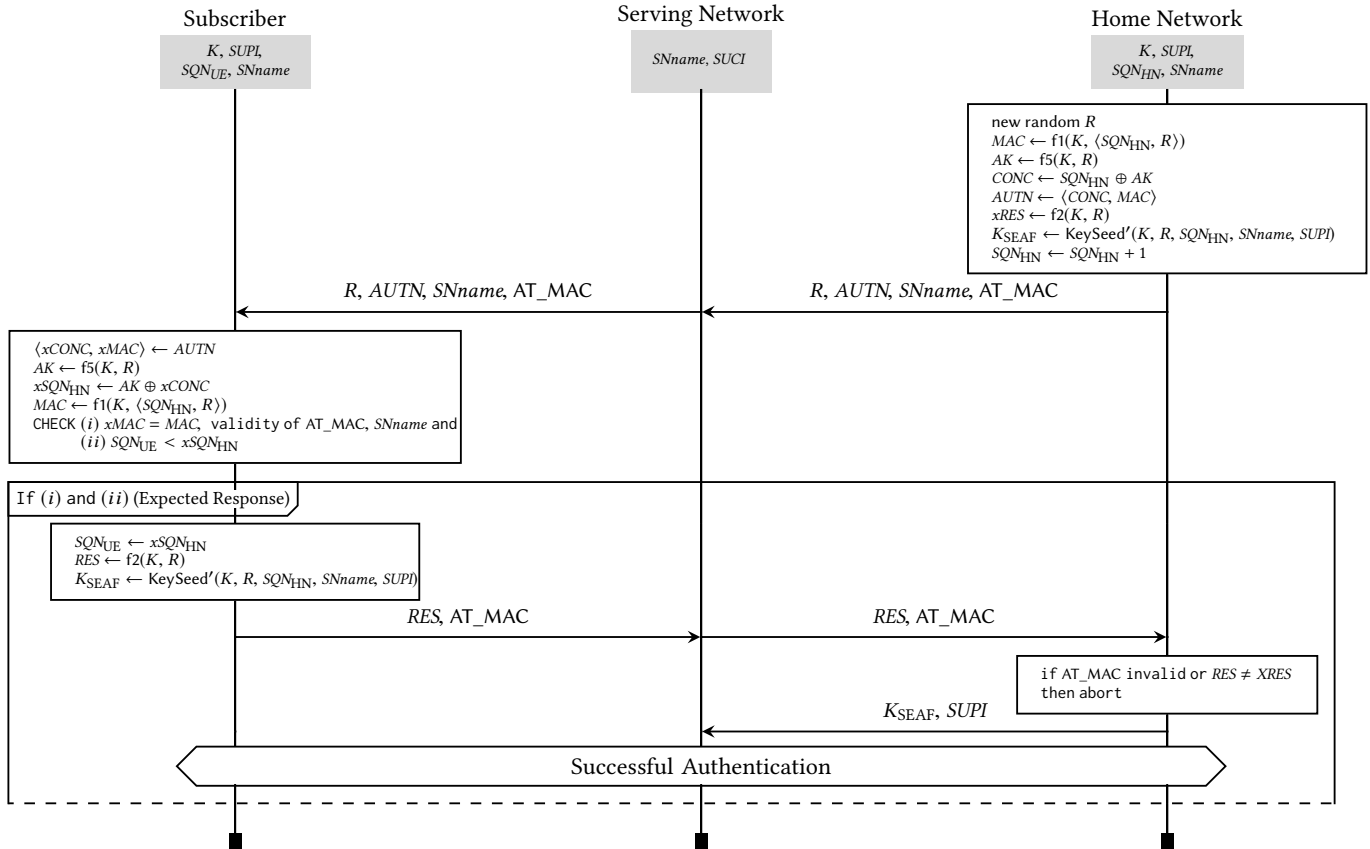 Subscriber
Serving Network
Home Network
K, SUPI,
SQN_UE, SNname
SNname, SUCI
K, SUPI,
SQN_HN, SNname
new random R
MAC ← f1(K, ⟨SQN_HN, R⟩)
AK ← f5(K, R)
CONC ← SQN_HN ⊕ AK
AUTN ← ⟨CONC, MAC⟩
xRES ← f2(K, R)
K_SEAF ← KeySeed′(K, R, SQN_HN, SNname, SUPI)
SQN_HN ← SQN_HN + 1
R, AUTN, SNname, AT_MAC
R, AUTN, SNname, AT_MAC
⟨xCONC, xMAC⟩ ← AUTN
AK ← f5(K, R)
xSQN_HN ← AK ⊕ xCONC
MAC ← f1(K, ⟨SQN_HN, R⟩)
CHECK (i) xMAC = MAC, validity of AT_MAC, SNname and
(ii) SQN_UE < xSQN_HN
If (i) and (ii) (Expected Response)
SQN_UE ← xSQN_HN
RES ← f2(K, R)
K_SEAF ← KeySeed′(K, R, SQN_HN, SNname, SUPI)
RES, AT_MAC
RES, AT_MAC
if AT_MAC invalid or RES ≠ XRES
then abort
K_SEAF, SUPI
Successful Authentication